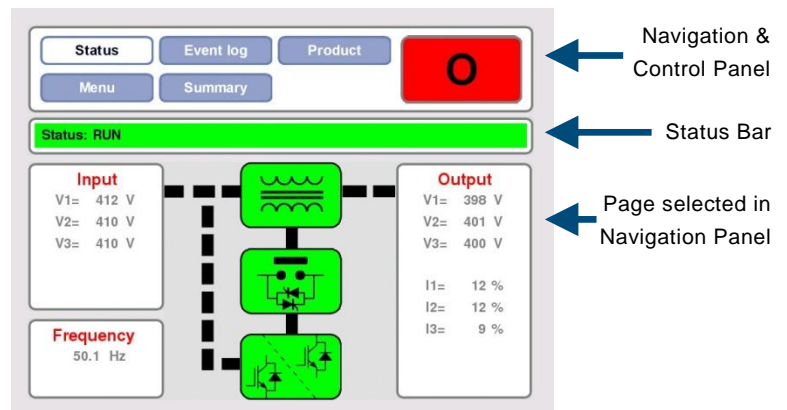 Status Event log Product
Menu Summary
O
Navigation &
Control Panel
Status: RUN
Status Bar
Input
V1= 412 V
V2= 410 V
V3= 410 V
Frequency
50.1 Hz
Output
V1= 398 V
V2= 401 V
V3= 400 V
I1= 12 %
I2= 12 %
I3= 9 %
Page selected in
Navigation Panel